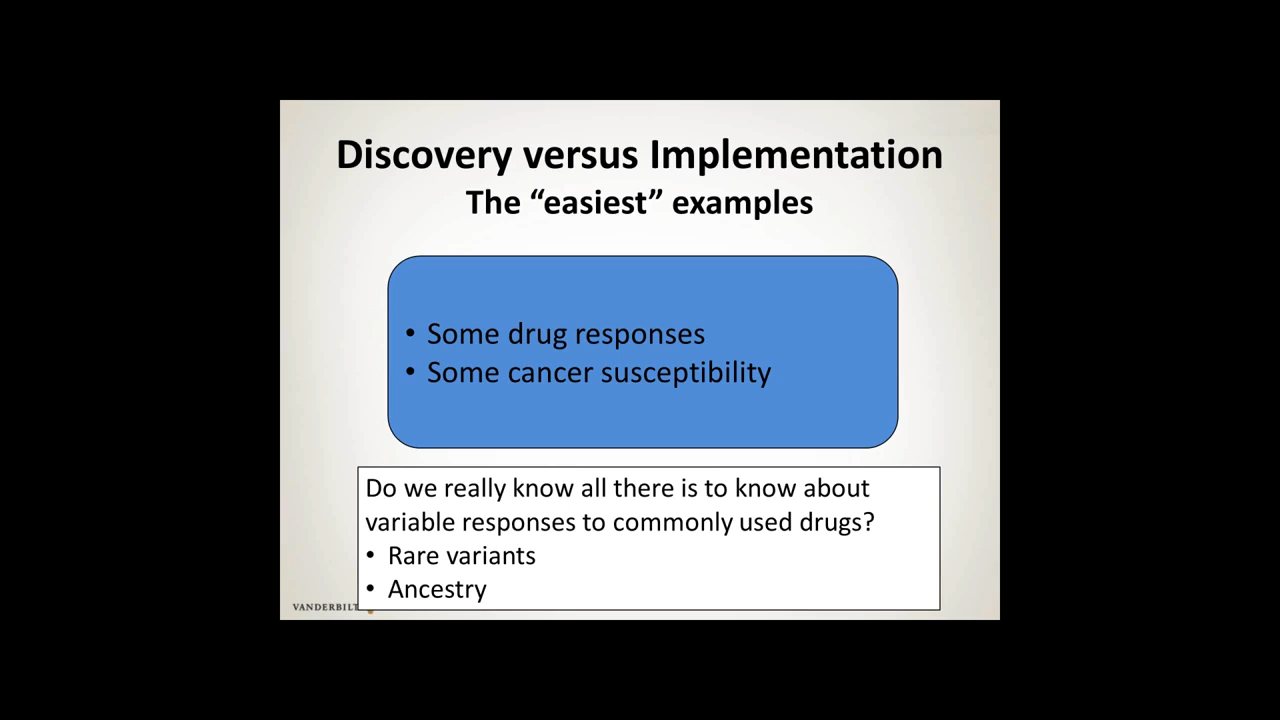 Discovery versus Implementation
The “easiest” examples
• Some drug responses
• Some cancer susceptibility
Do we really know all there is to know about
variable responses to commonly used drugs?
• Rare variants
• Ancestry
VANDERBILT